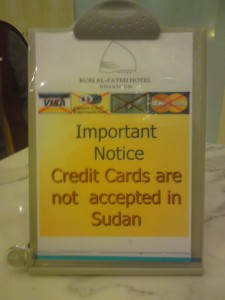 BURJ AL-FATEH HOTEL
KHARTOUM
VISA
Important
Notice
Credit Cards are
not accepted in
Sudan